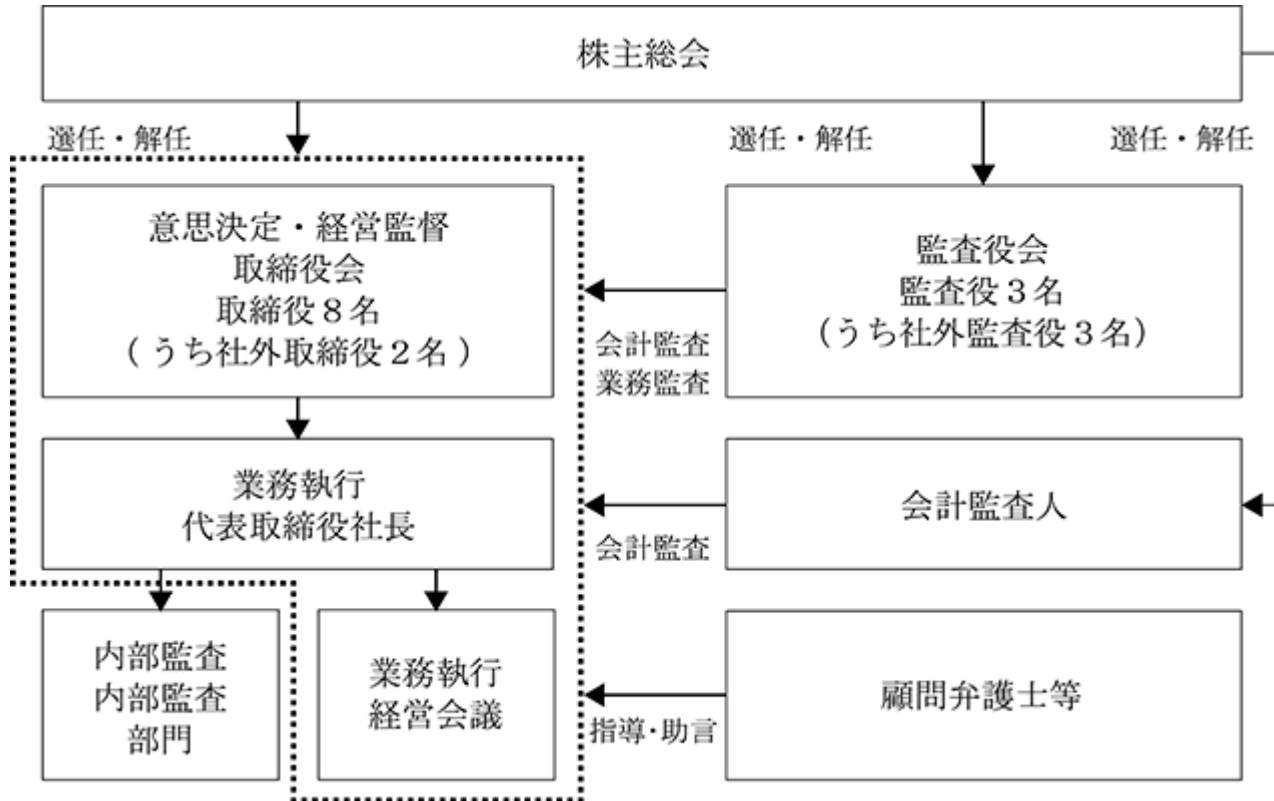 株主総会
選任・解任
選任・解任
選任・解任
意思決定・経営監督
取締役会
取締役８名
（うち社外取締役２名）
監査役会
監査役３名
（うち社外監査役３名）
会計監査
業務監査
業務執行
代表取締役社長
会計監査人
会計監査
内部監査
内部監査
部門
業務執行
経営会議
顧問弁護士等
指導・助言